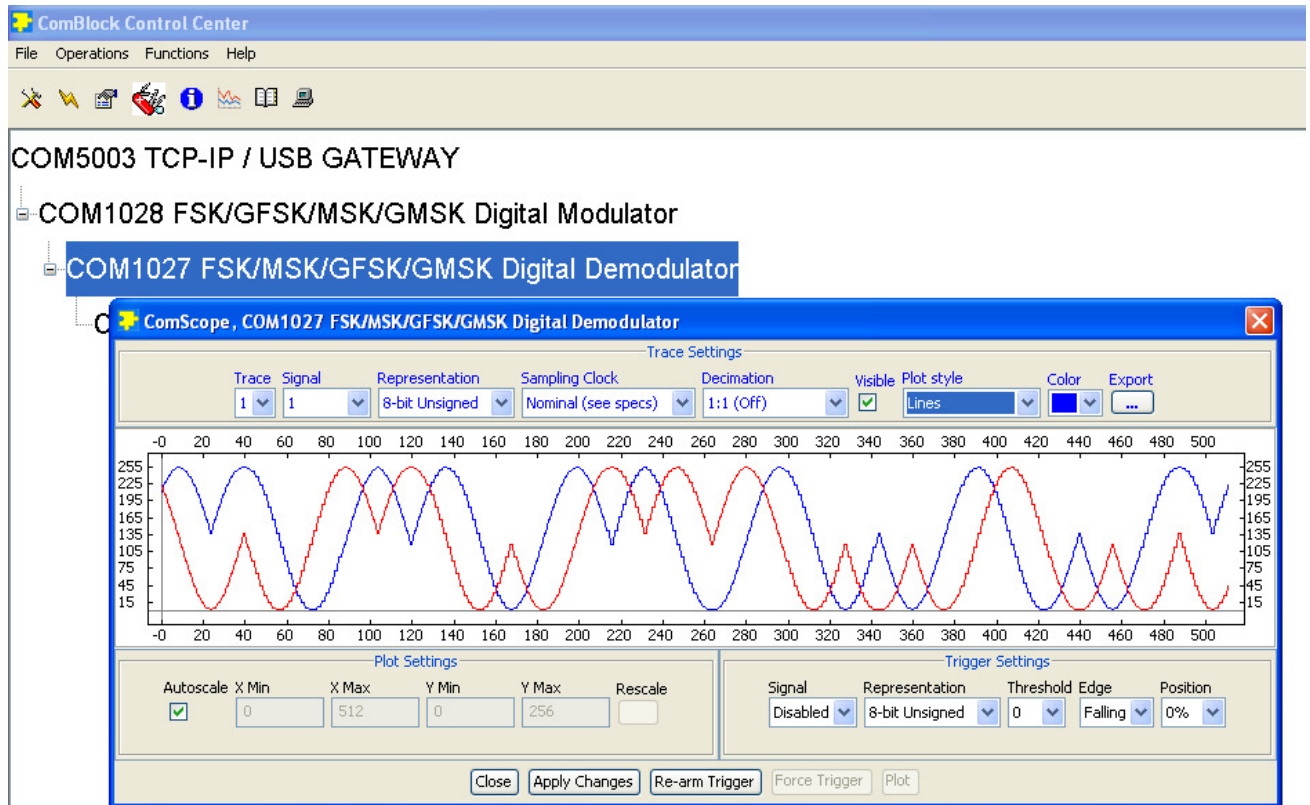 ComBlock Control Center
File Operations Functions Help
COM5003 TCP-IP / USB GATEWAY
COM1028 FSK/GFSK/MSK/GMSK Digital Modulator
COM1027 FSK/MSK/GFSK/GMSK Digital Demodulator
C
ComScope, COM1027 FSK/MSK/GFSK/GMSK Digital Demodulator
Trace Settings
Trace Signal Representation Sampling Clock Decimation Visible Plot style Color Export
1 1 8-bit Unsigned Nominal (see specs) 1:1 (Off) Lines ...
-0 20 40 60 80 100 120 140 160 180 200 220 240 260 280 300 320 340 360 380 400 420 440 460 480 500
255 255
225 225
195 195
165 165
135 135
105 105
75 75
45 45
15 15
-0 20 40 60 80 100 120 140 160 180 200 220 240 260 280 300 320 340 360 380 400 420 440 460 480 500
Plot Settings Trigger Settings
Autoscale X Min X Max Y Min Y Max Rescale Signal Representation Threshold Edge Position
0 512 0 256 Disabled 8-bit Unsigned 0 Falling 0%
Close Apply Changes Re-arm Trigger Force Trigger Plot